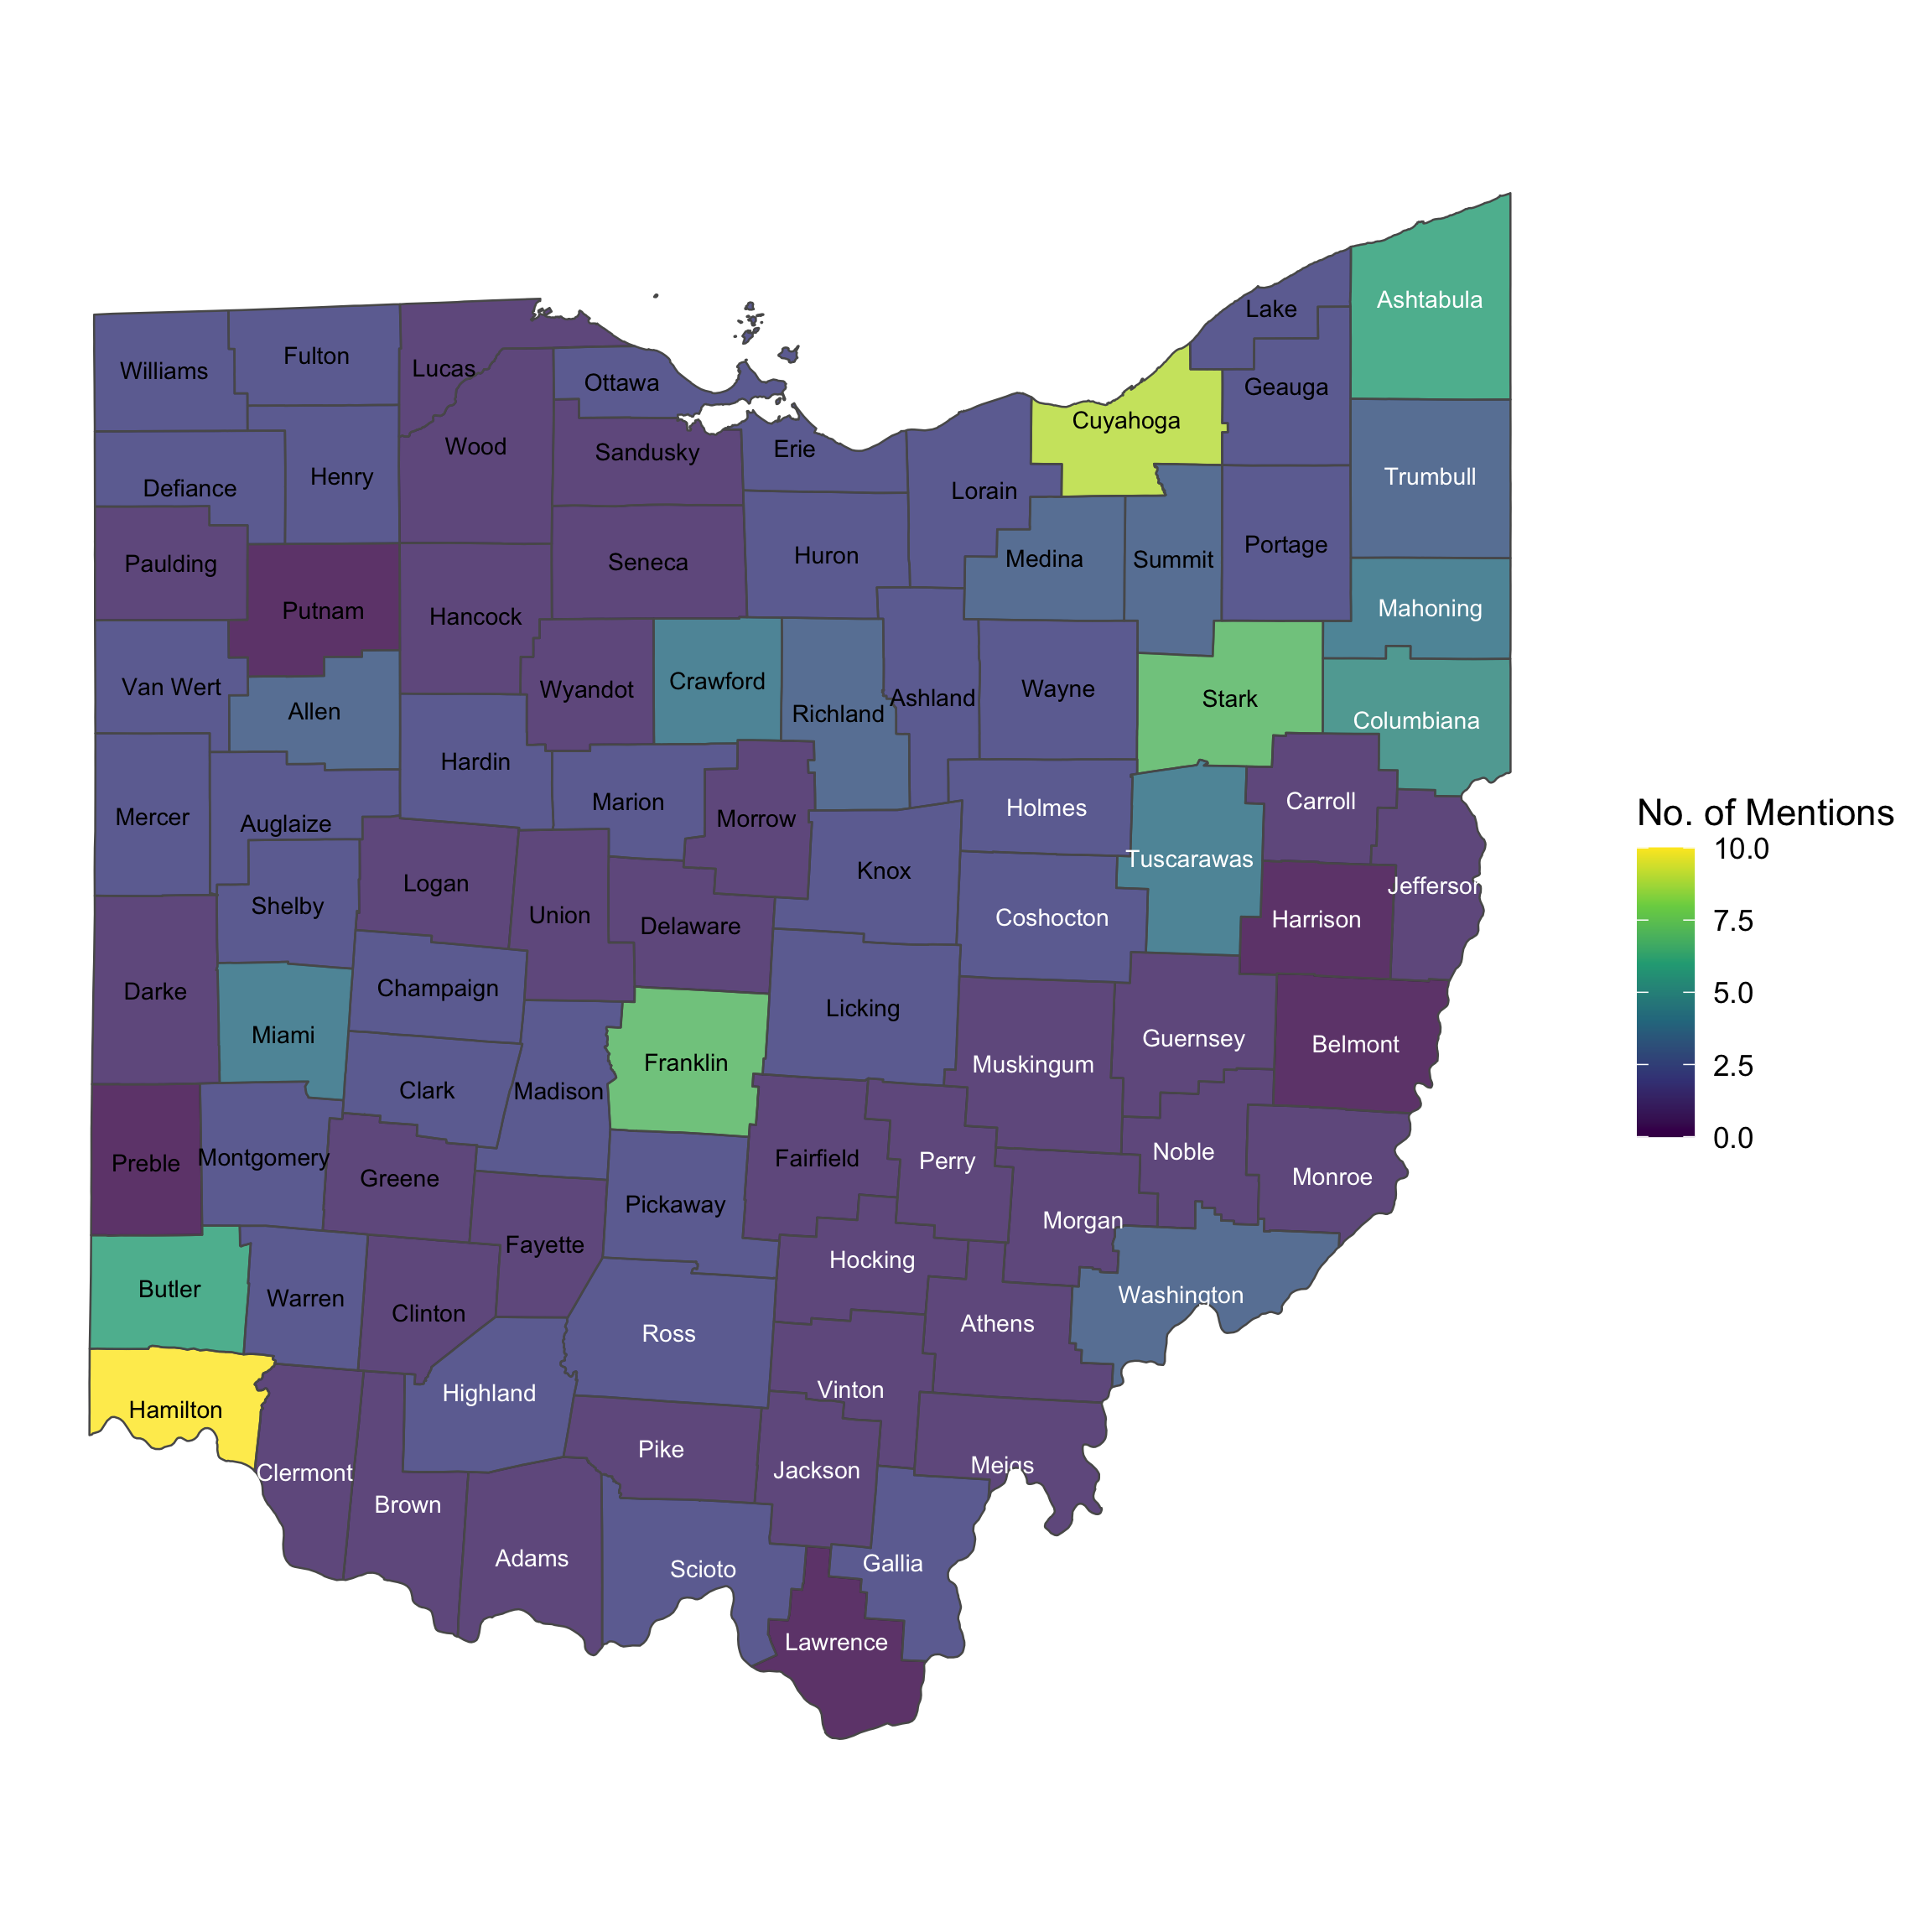 Ashtabula
Lake
Fulton
Williams
Lucas
Ottawa
Geauga
Cuyahoga
Wood
Sandusky
Erie
Trumbull
Henry
Defiance
Lorain
Portage
Huron
Medina
Summit
Seneca
Paulding
Mahoning
Putnam
Hancock
Crawford
Van Wert
Wyandot
Wayne
Ashland
Stark
Allen
Richland
Columbiana
Hardin
Marion
Carroll
Holmes
No. of Mentions
10.0
7.5
5.0
2.5
0.0
Mercer
Morrow
Auglaize
Tuscarawas
Knox
Logan
Jefferson
Shelby
Union
Coshocton
Harrison
Delaware
Champaign
Darke
Licking
Miami
Guernsey
Belmont
Franklin
Muskingum
Clark
Madison
Noble
Montgomery
Fairfield
Perry
Preble
Greene
Monroe
Pickaway
Morgan
Fayette
Hocking
Butler
Washington
Warren
Clinton
Athens
Ross
Vinton
Highland
Hamilton
Pike
Meigs
Jackson
Clermont
Brown
Adams
Gallia
Scioto
Lawrence